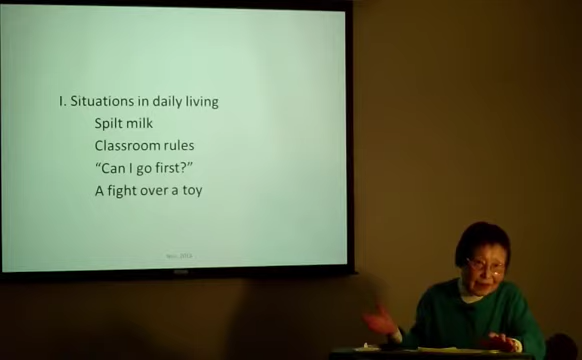 I. Situations in daily living
Spilt milk
Classroom rules
“Can I go first?”
A fight over a toy